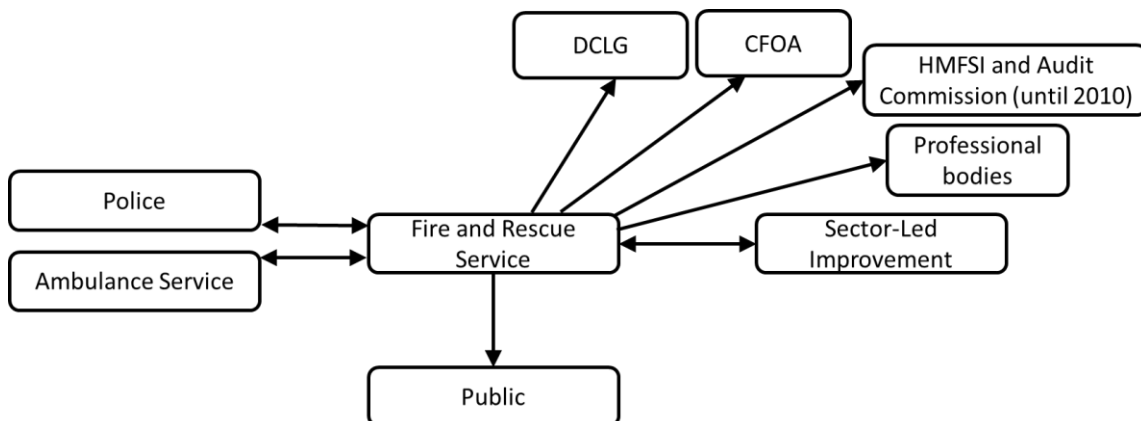 DCLG
CFOA
HMFSI and Audit
Commission (until 2010)
Professional
bodies
Police
Fire and Rescue
Service
Sector-Led
Improvement
Ambulance Service
Public